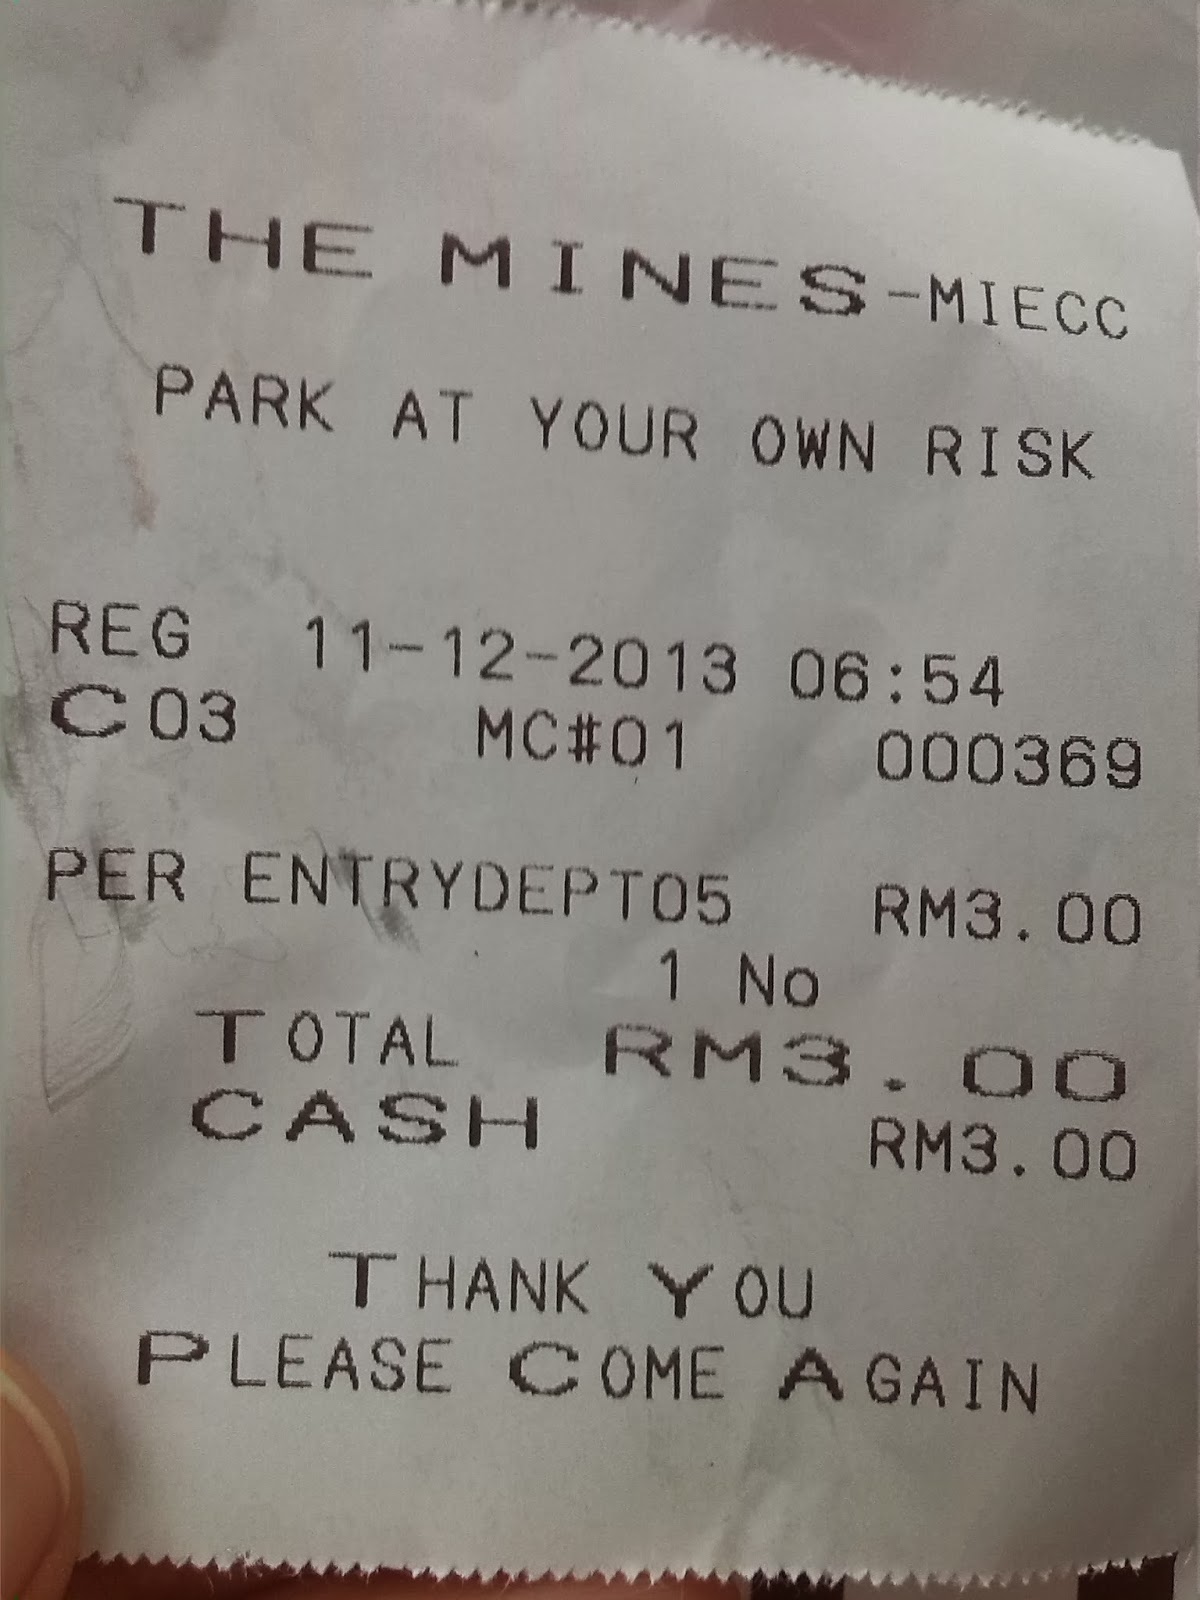 THE MINES-MIECC
PARK AT YOUR OWN RISK
REG 11-12-2013 06:54
C03 MC#01 000369
PER ENTRYDEPT05 RM3.00
1 No
TOTAL RM3.00
CASH RM3.00
THANK YOU
PLEASE COME AGAIN